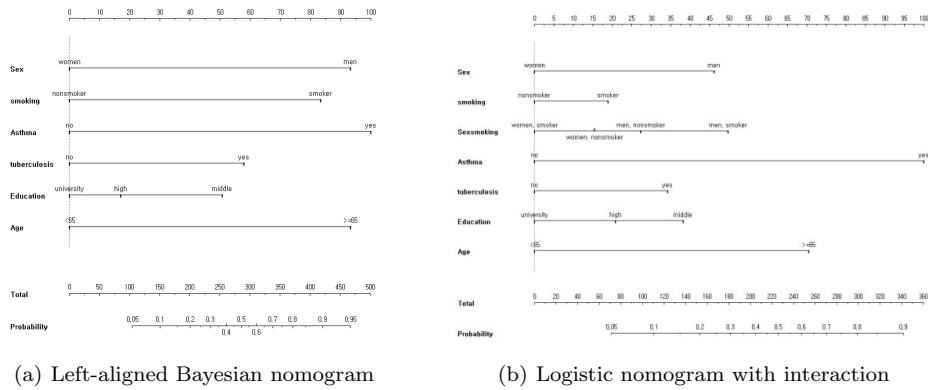 0 10 20 30 40 50 60 70 80 90 100
women men
Sex
nonsmoker smoker
smoking
no yes
Asthma
no yes
tuberculosis
university high middle
Education
<65 >=65
Age
0 50 100 150 200 250 300 350 400 450 500
Total
0,05 0,1 0,2 0,3 0,4 0,5 0,6 0,7 0,8 0,9 0,95
Probability
(a) Left-aligned Bayesian nomogram
0 5 10 15 20 25 30 35 40 45 50 55 60 65 70 75 80 85 90 95 100
women men
Sex
nonsmoker smoker
smoking
women, smoker men, nonsmoker men, smoker
Sexsmoking
women, nonsmoker
no yes
Asthma
no yes
tuberculosis
university high middle
Education
<65 >=65
Age
0 20 40 60 80 100 120 140 160 180 200 220 240 260 280 300 320 340 360
Total
0,05 0,1 0,2 0,3 0,4 0,5 0,6 0,7 0,8 0,9
Probability
(b) Logistic nomogram with interaction